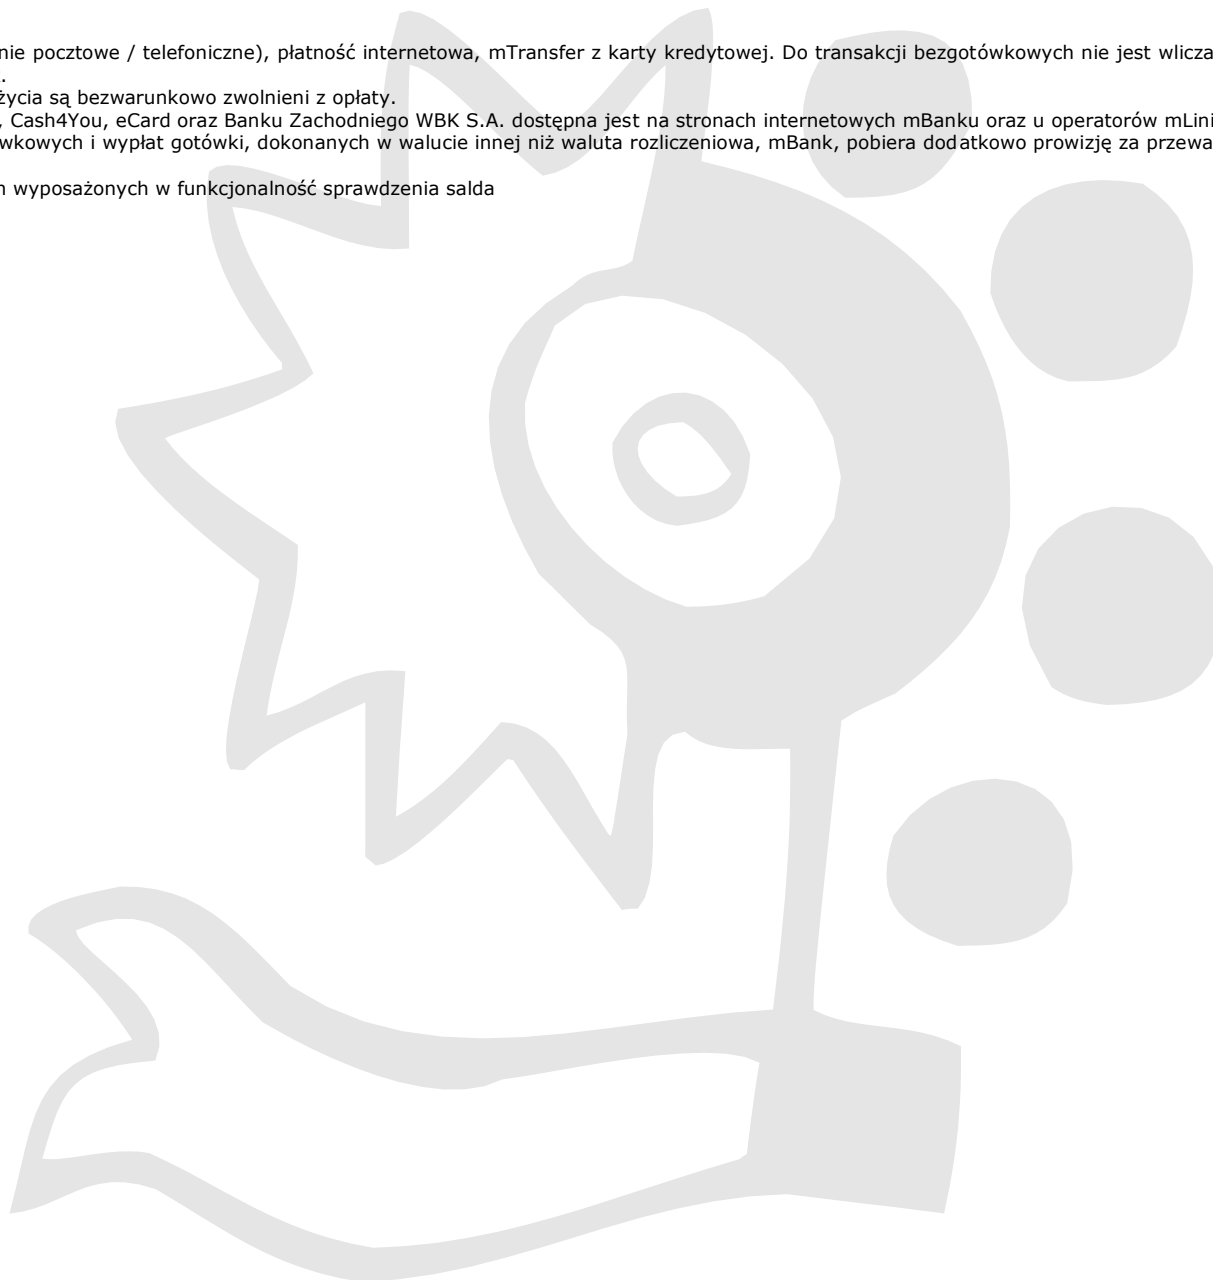 nie pocztowe / telefoniczne), płatność internetowa, mTransfer z karty kredytowej. Do transakcji bezgotówkowych nie jest wlicza
.
życia są bezwarunkowo zwolnieni z opłaty.
, Cash4You, eCard oraz Banku Zachodniego WBK S.A. dostępna jest na stronach internetowych mBanku oraz u operatorów mLini
wkowych i wypłat gotówki, dokonanych w walucie innej niż waluta rozliczeniowa, mBank, pobiera dodatkowo prowizję za przewa
wyposażonych w funkcjonalność sprawdzenia salda